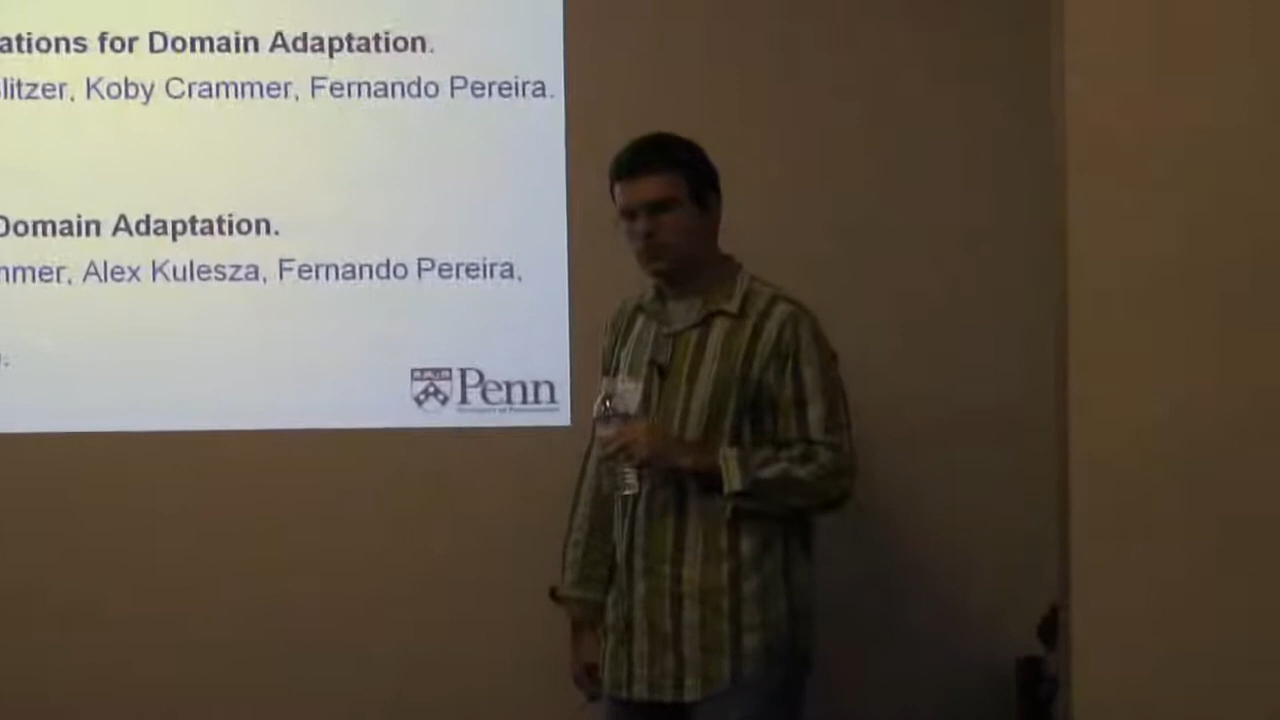 ations for Domain Adaptation.
litzer, Koby Crammer, Fernando Pereira.
Domain Adaptation.
mmer, Alex Kulesza, Fernando Pereira,
Penn